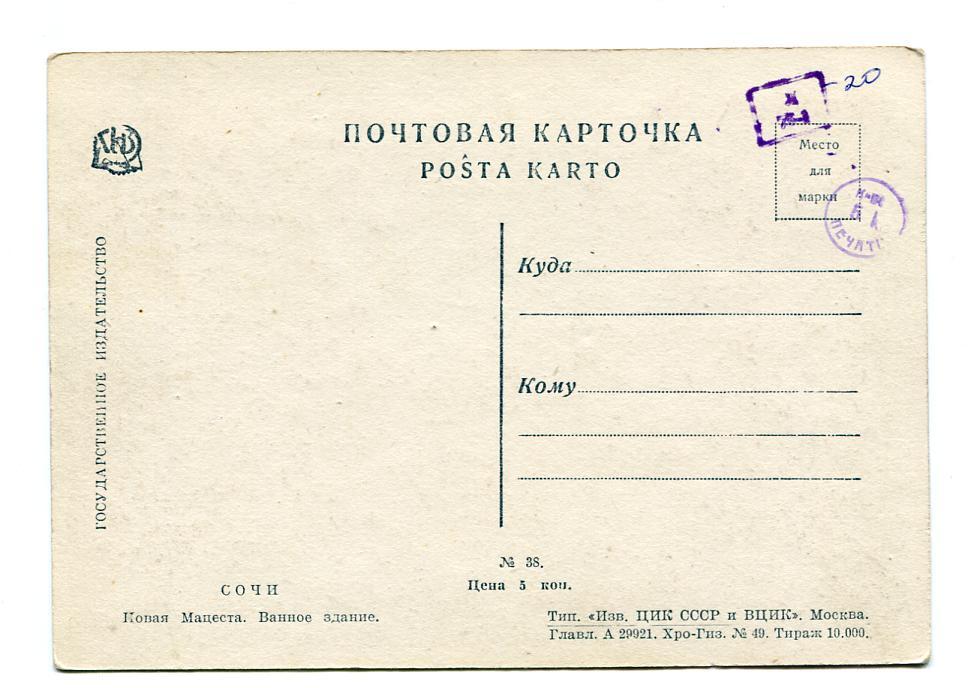 -20
ПОЧТОВАЯ КАРТОЧКА
POŜTA KARTO
Место
для
марки
ПЕЧАТЬ
ГОСУДАРСТВЕННОЕ ИЗДАТЕЛЬСТВО
Куда
Кому
№ 38.
Цена 5 коп.
СОЧИ
Новая Мацеста. Ванное здание.
Тип. «Изв. ЦИК СССР и ВЦИК». Москва.
Главл. А 29921. Хро-Гиз. № 49. Тираж 10.000.